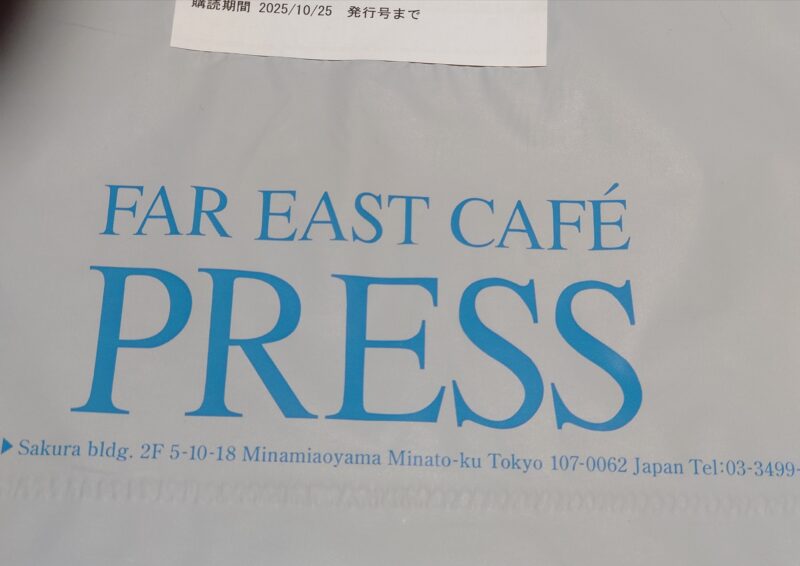 購読期間 2025/10/25 発行号まで
FAR EAST CAFÉ
PRESS
▶Sakura bldg. 2F 5-10-18 Minamiaoyama Minato-ku Tokyo 107-0062 Japan Tel:03-3499-